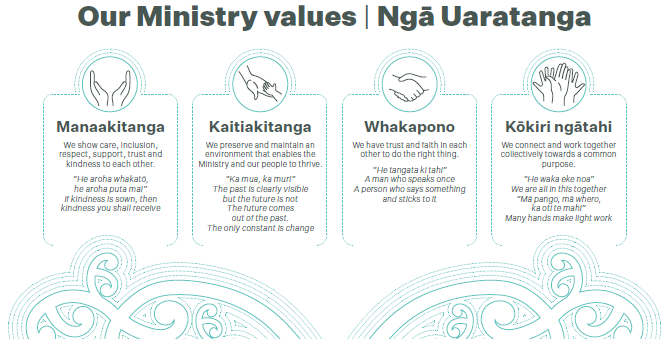 Our Ministry values | Ngā Uaratanga
Manaakitanga
We show care, inclusion,
respect, support, trust and
kindness to each other.
"He aroha whakatō,
he aroha puta mai"
If kindness is sown, then
kindness you shall receive
Kaitiakitanga
We preserve and maintain an
environment that enables the
Ministry and our people to thrive.
"Ka mua, ka muri"
The past is clearly visible
but the future is not
The future comes
out of the past.
The only constant is change
Whakapono
We have trust and faith in each
other to do the right thing.
"He tangata kī tahi"
A man who speaks once
A person who says something
and sticks to it
Kōkiri ngātahi
We connect and work together
collectively towards a common
purpose.
"He waka eke noa"
We are all in this together
"Mā pango, mā whero,
ka oti te mahi"
Many hands make light work